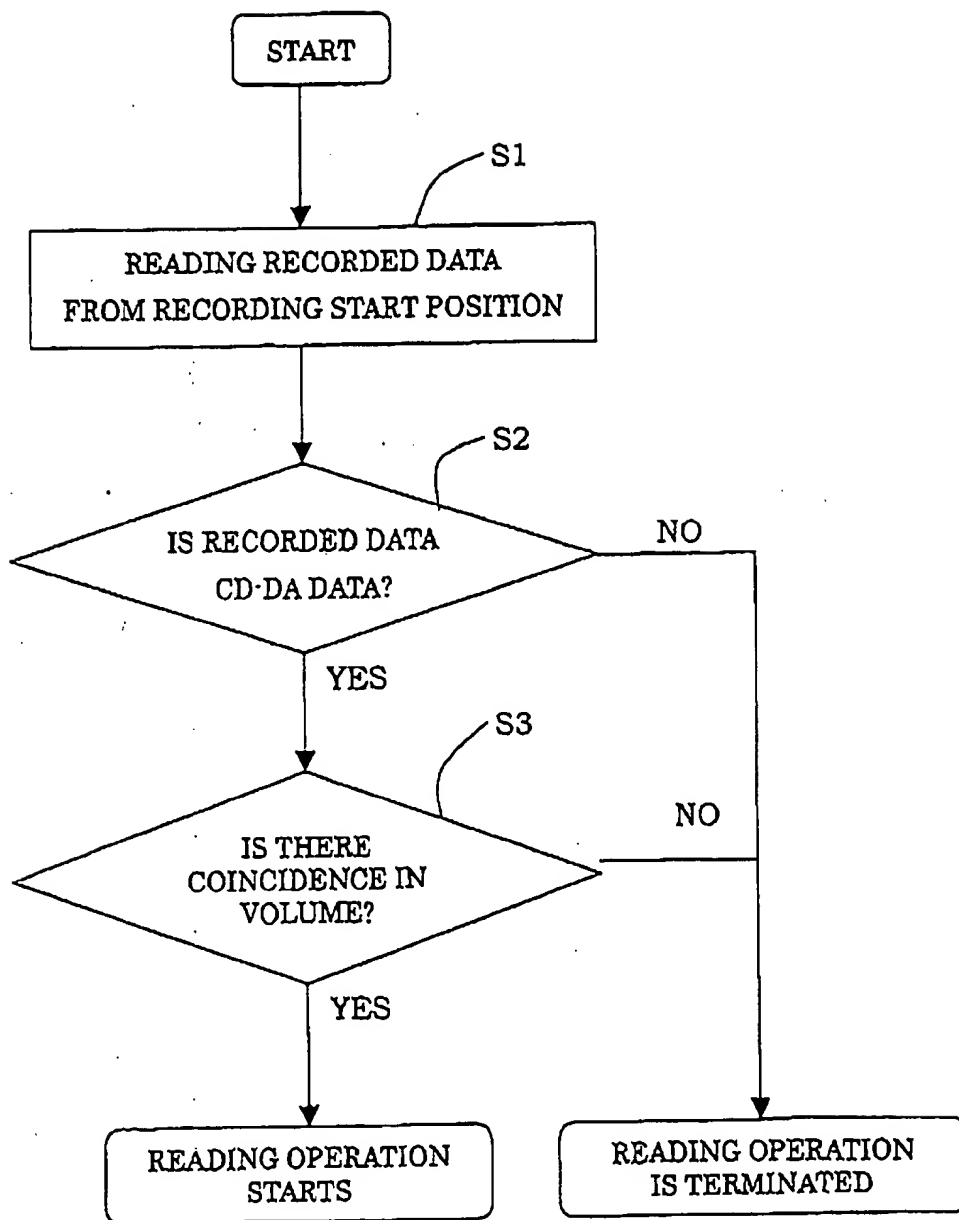 START
S1
READING RECORDED DATA
FROM RECORDING START POSITION
S2
IS RECORDED DATA
CD-DA DATA?
NO
YES
S3
IS THERE
COINCIDENCE IN
VOLUME?
NO
YES
READING OPERATION
STARTS
READING OPERATION
IS TERMINATED